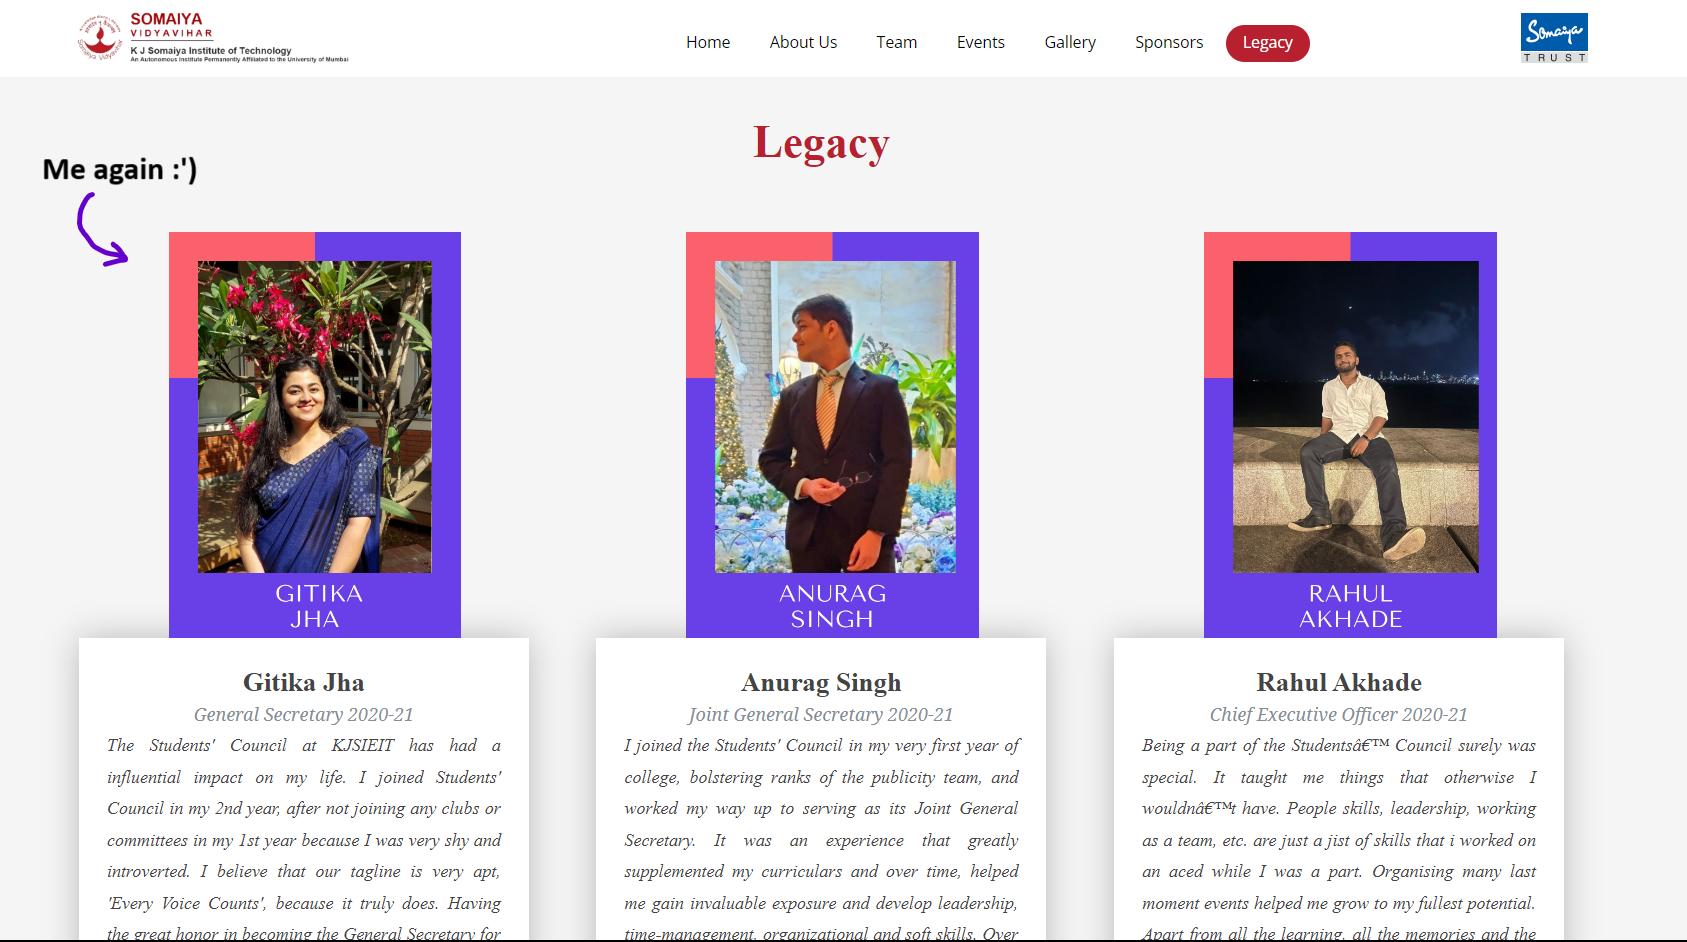 SOMAIYA
VIDYAVIHAR
K J Somaiya Institute of Technology
An Autonomous Institute Permanently Affiliated to the University of Mumbai
Home About Us Team Events Gallery Sponsors Legacy
Somaiya
TRUST
Legacy
Me again :')
GITIKA
JHA
ANURAG
SINGH
RAHUL
AKHADE
Gitika Jha
General Secretary 2020-21
The Students' Council at KJSIEIT has had a
influential impact on my life. I joined Students'
Council in my 2nd year, after not joining any clubs or
committees in my 1st year because I was very shy and
introverted. I believe that our tagline is very apt,
'Every Voice Counts', because it truly does. Having
the great honor in becoming the General Secretary for
Anurag Singh
Joint General Secretary 2020-21
I joined the Students' Council in my very first year of
college, bolstering ranks of the publicity team, and
worked my way up to serving as its Joint General
Secretary. It was an experience that greatly
supplemented my curriculars and over time, helped
me gain invaluable exposure and develop leadership,
time-management, organizational and soft skills. Over
Rahul Akhade
Chief Executive Officer 2020-21
Being a part of the Studentsâ€™ Council surely was
special. It taught me things that otherwise I
wouldnâ€™t have. People skills, leadership, working
as a team, etc. are just a jist of skills that i worked on
an aced while I was a part. Organising many last
moment events helped me grow to my fullest potential.
Apart from all the learning, all the memories and the